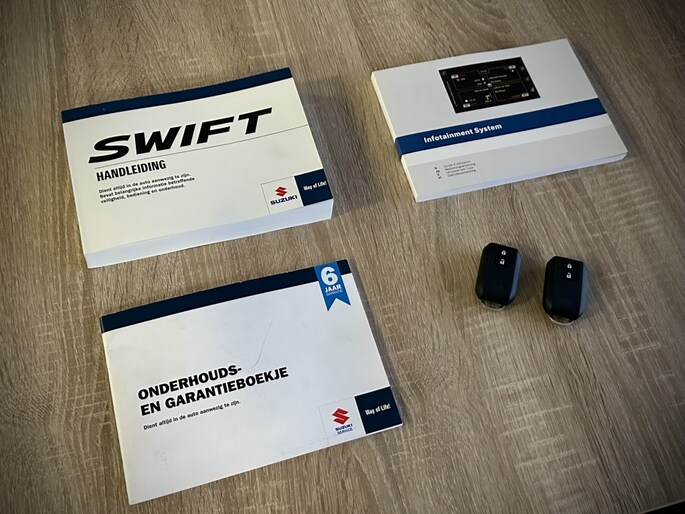 SWIFT
HANDLEIDING
Dient altijd in de auto aanwezig te zijn.
Bevat belangrijke informatie betreffende
veiligheid, bediening en onderhoud.
SUZUKI
Way of Life!
Infotainment System
6
JAAR
GARANTIE
ONDERHOUDS-
EN GARANTIEBOEKJE
Dient altijd in de auto aanwezig te zijn.
SUZUKI
SERVICE
Way of Life!